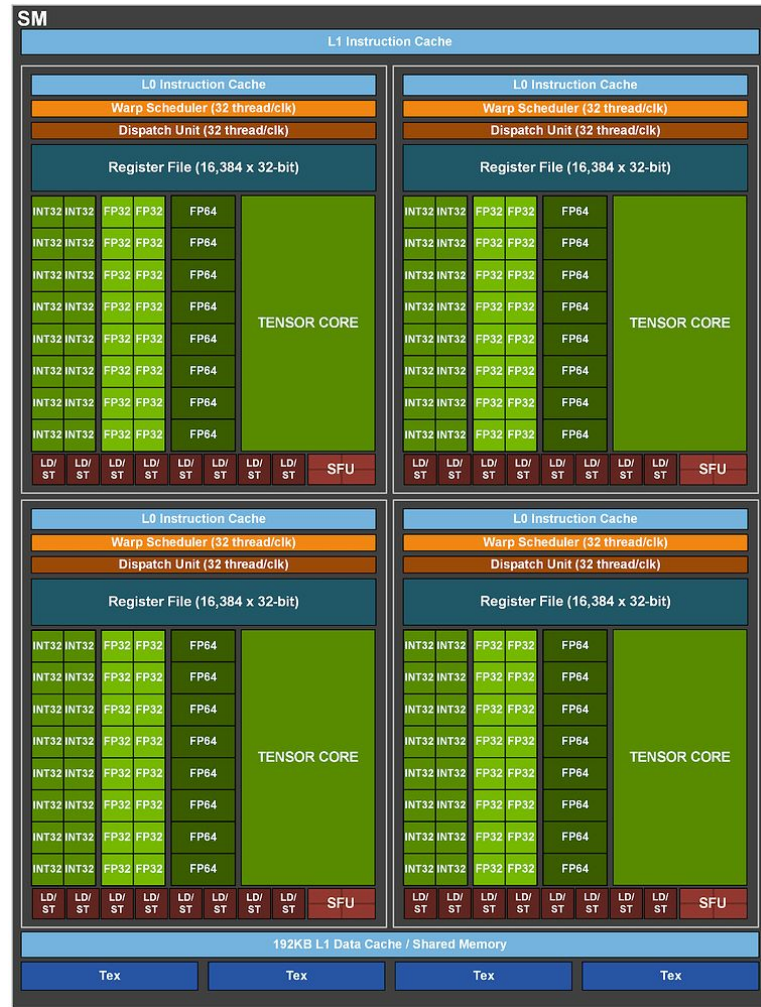 SM
L1 Instruction Cache
L0 Instruction Cache
Warp Scheduler (32 thread/clk)
Dispatch Unit (32 thread/clk)
Register File (16,384 x 32-bit)
INT32 INT32 FP32 FP32 FP64
INT32 INT32 FP32 FP32 FP64
INT32 INT32 FP32 FP32 FP64
INT32 INT32 FP32 FP32 FP64
INT32 INT32 FP32 FP32 FP64
INT32 INT32 FP32 FP32 FP64
INT32 INT32 FP32 FP32 FP64
INT32 INT32 FP32 FP32 FP64
TENSOR CORE
LD/ LD/ LD/ LD/ LD/ LD/ LD/ LD/
ST ST ST ST ST ST ST ST
SFU
L0 Instruction Cache
Warp Scheduler (32 thread/clk)
Dispatch Unit (32 thread/clk)
Register File (16,384 x 32-bit)
INT32 INT32 FP32 FP32 FP64
INT32 INT32 FP32 FP32 FP64
INT32 INT32 FP32 FP32 FP64
INT32 INT32 FP32 FP32 FP64
INT32 INT32 FP32 FP32 FP64
INT32 INT32 FP32 FP32 FP64
INT32 INT32 FP32 FP32 FP64
INT32 INT32 FP32 FP32 FP64
TENSOR CORE
LD/ LD/ LD/ LD/ LD/ LD/ LD/ LD/
ST ST ST ST ST ST ST ST
SFU
L0 Instruction Cache
Warp Scheduler (32 thread/clk)
Dispatch Unit (32 thread/clk)
Register File (16,384 x 32-bit)
INT32 INT32 FP32 FP32 FP64
INT32 INT32 FP32 FP32 FP64
INT32 INT32 FP32 FP32 FP64
INT32 INT32 FP32 FP32 FP64
INT32 INT32 FP32 FP32 FP64
INT32 INT32 FP32 FP32 FP64
INT32 INT32 FP32 FP32 FP64
INT32 INT32 FP32 FP32 FP64
TENSOR CORE
LD/ LD/ LD/ LD/ LD/ LD/ LD/ LD/
ST ST ST ST ST ST ST ST
SFU
L0 Instruction Cache
Warp Scheduler (32 thread/clk)
Dispatch Unit (32 thread/clk)
Register File (16,384 x 32-bit)
INT32 INT32 FP32 FP32 FP64
INT32 INT32 FP32 FP32 FP64
INT32 INT32 FP32 FP32 FP64
INT32 INT32 FP32 FP32 FP64
INT32 INT32 FP32 FP32 FP64
INT32 INT32 FP32 FP32 FP64
INT32 INT32 FP32 FP32 FP64
INT32 INT32 FP32 FP32 FP64
TENSOR CORE
LD/ LD/ LD/ LD/ LD/ LD/ LD/ LD/
ST ST ST ST ST ST ST ST
SFU
192KB L1 Data Cache / Shared Memory
Tex Tex Tex Tex